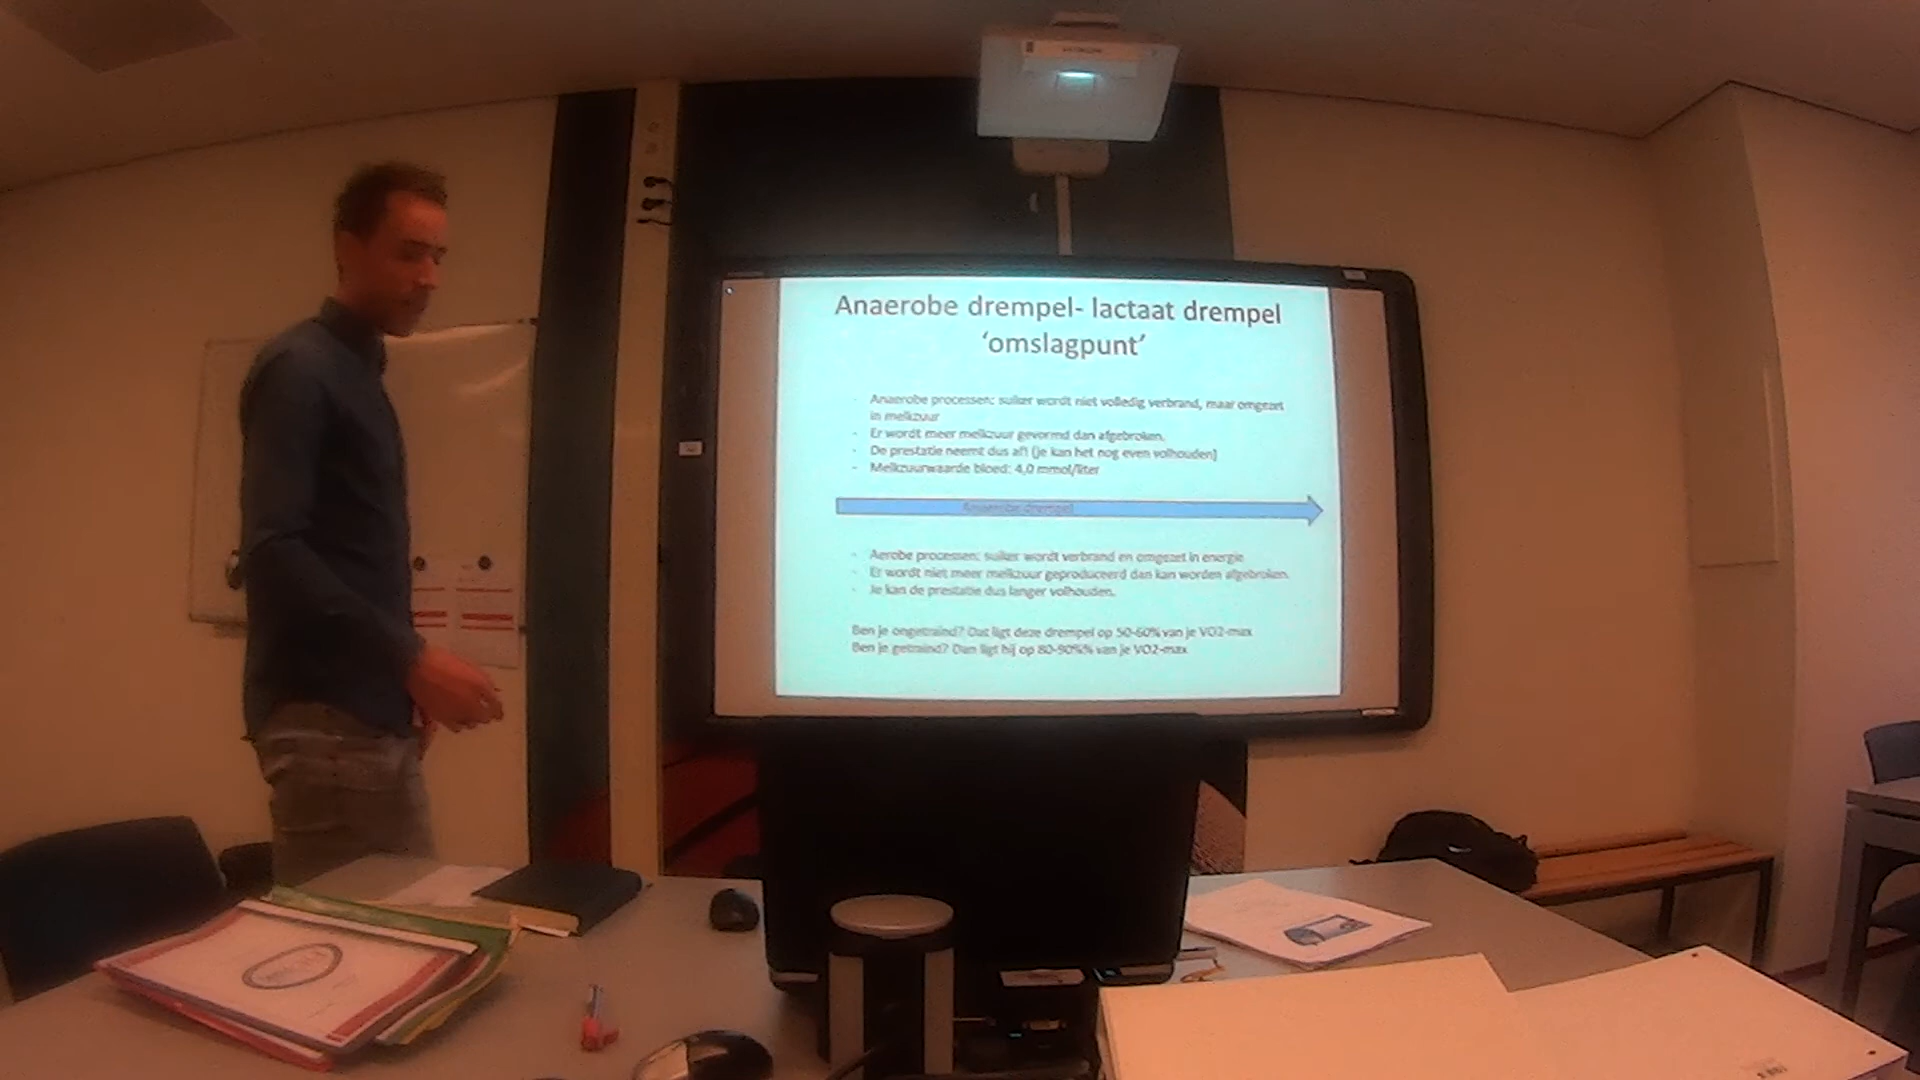 Anaerobe drempel- lactaat drempel
‘omslagpunt’
- Anaerobe processen: suiker wordt niet volledig verbrand, maar omgezet
in melkzuur
- Er wordt meer melkzuur gevormd dan afgebroken.
- De prestatie neemt dus af! (je kan het nog even volhouden)
- Melkzuurwaarde bloed: 4,0 mmol/liter
Anaerobe drempel
- Aerobe processen: suiker wordt verbrand en omgezet in energie
- Er wordt niet meer melkzuur geproduceerd dan kan worden afgebroken.
- Je kan de prestatie dus langer volhouden.
Ben je ongetraind? Dat ligt deze drempel op 50-60% van je VO2-max
Ben je getraind? Dan ligt hij op 80-90%% van je VO2-max